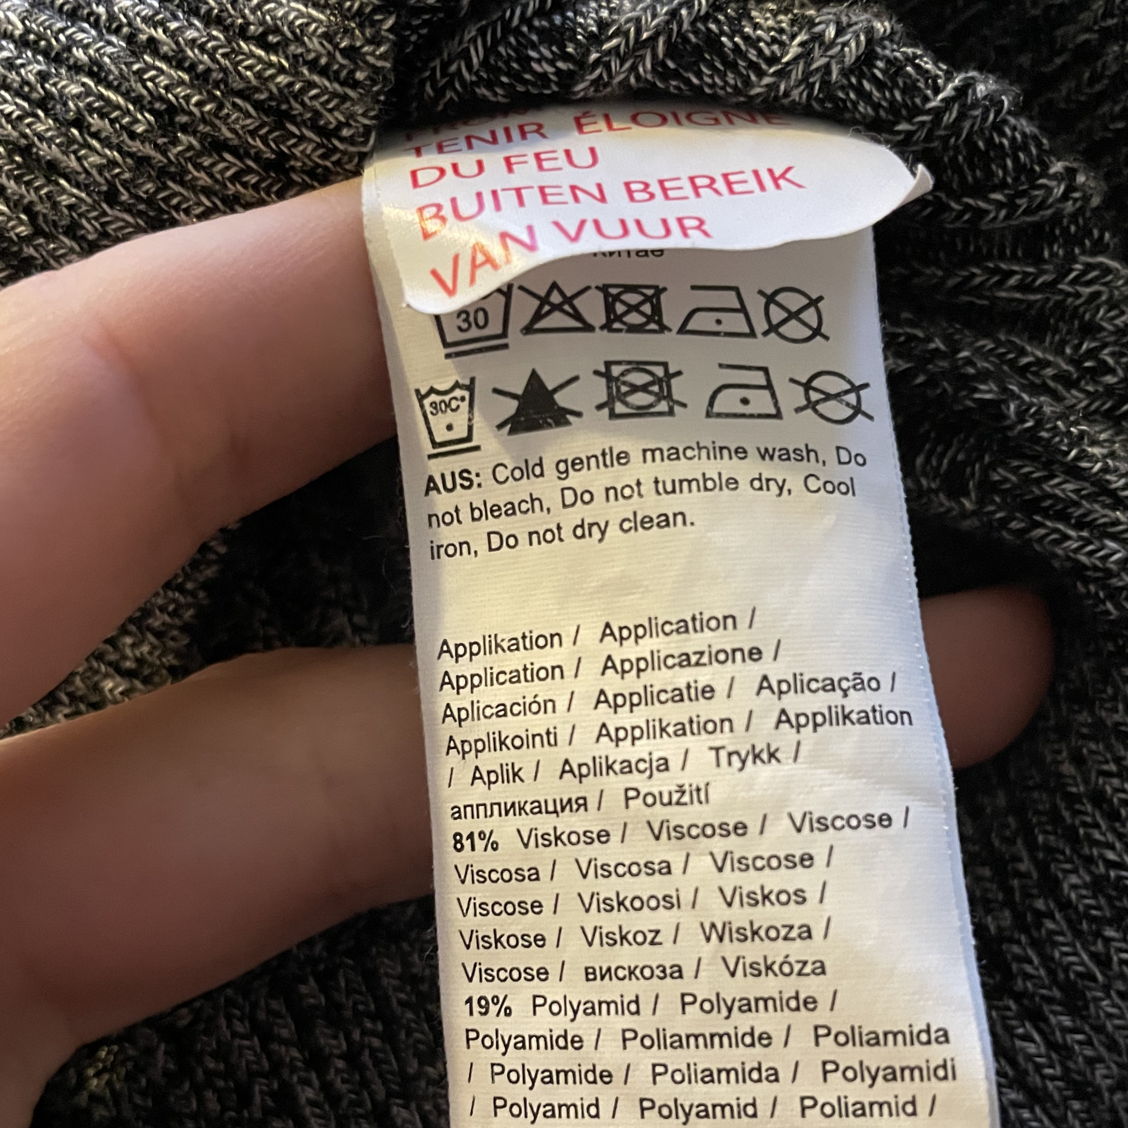 TENIR ÉLOIGNÉ
DU FEU
BUITEN BEREIK
VAN VUUR
30
30C°
AUS: Cold gentle machine wash, Do
not bleach, Do not tumble dry, Cool
iron, Do not dry clean.
Applikation / Application /
Application / Applicazione /
Aplicación / Applicatie / Aplicação /
Applikointi / Applikation / Applikation
/ Aplik / Aplikacja / Trykk /
аппликация / Použití
81% Viskose / Viscose / Viscose /
Viscosa / Viscosa / Viscose /
Viscose / Viskoosi / Viskos /
Viskose / Viskoz / Wiskoza /
Viscose / вискоза / Viskóza
19% Polyamid / Polyamide /
Polyamide / Poliammide / Poliamida
/ Polyamide / Poliamida / Polyamidi
/ Polyamid / Polyamid / Poliamid /